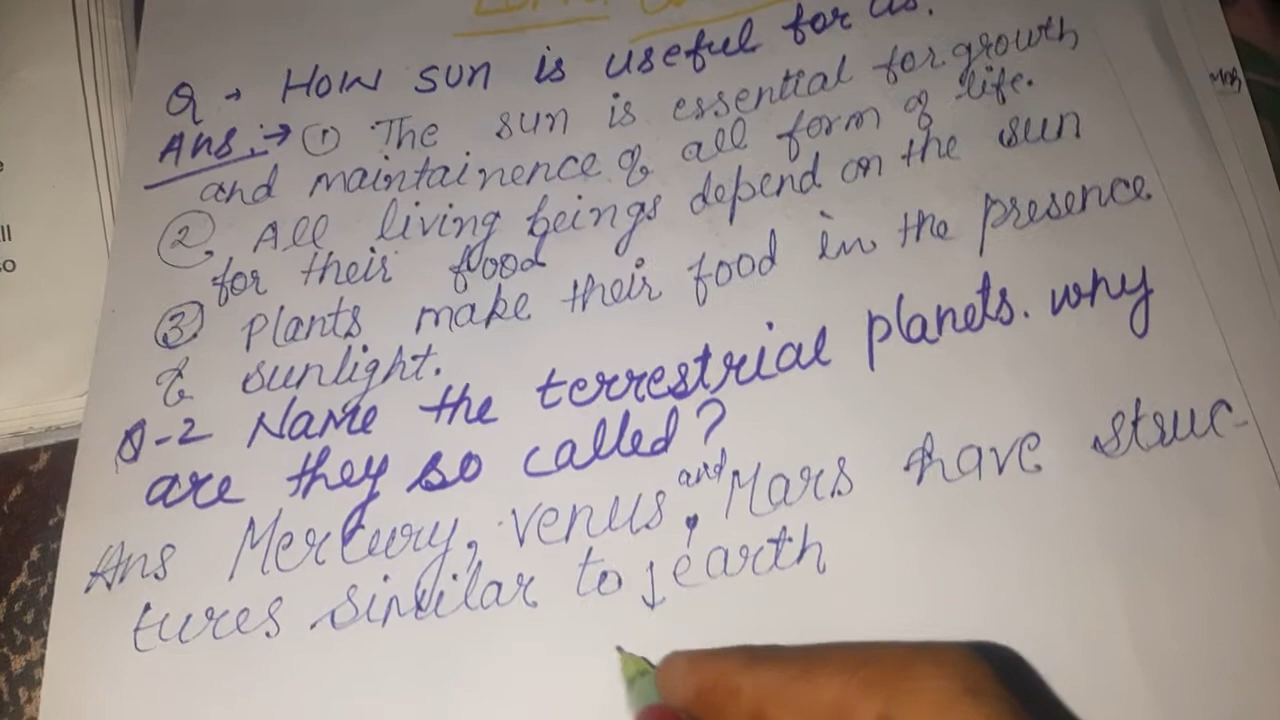 Q → How sun is useful for us.
Ans :→ ① The sun is essential for growth
and maintainence of all form of life.
② All living beings depend on the sun
for their food
③ Plants make their food in the presence
of sunlight.
Q-2 Name the terrestrial planets. why
are they so called?
Ans Mercury, venus, and Mars have struc-
tures similar to earth